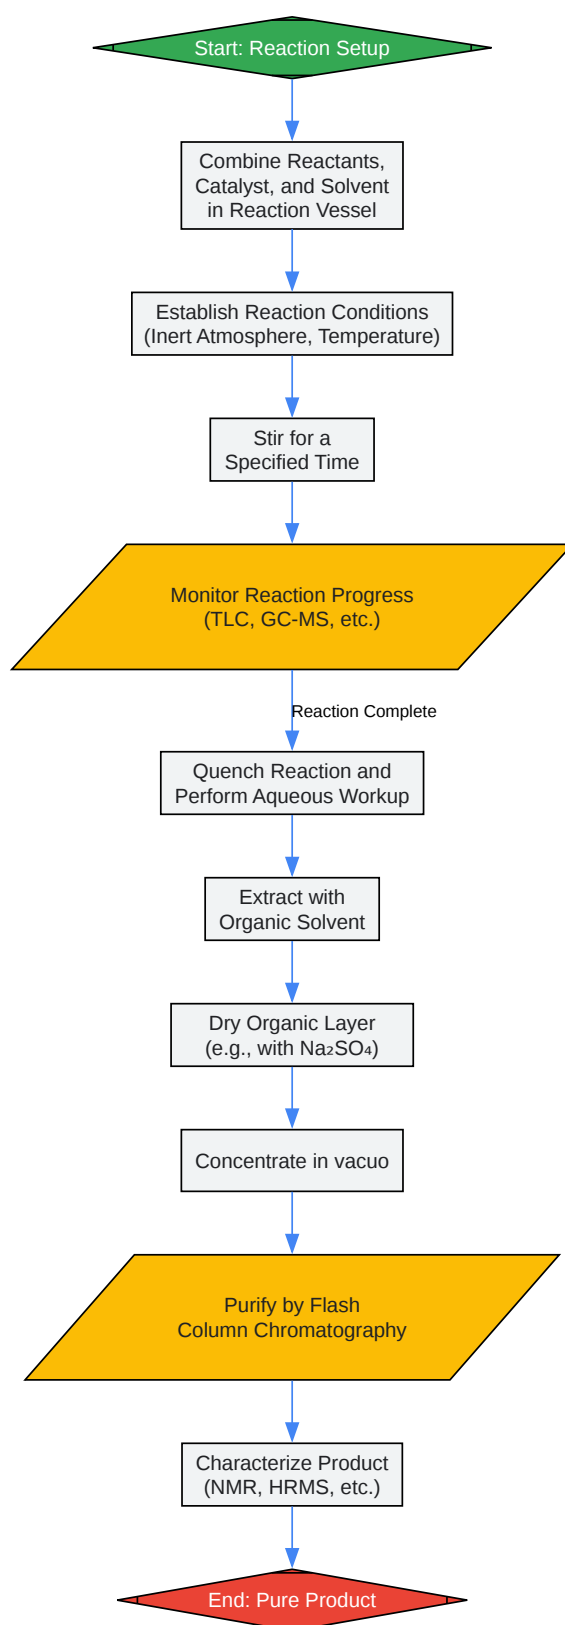 Start: Reaction Setup
Combine Reactants,
Catalyst, and Solvent
in Reaction Vessel
Establish Reaction Conditions
(Inert Atmosphere, Temperature)
Stir for a
Specified Time
Monitor Reaction Progress
(TLC, GC-MS, etc.)
Reaction Complete
Quench Reaction and
Perform Aqueous Workup
Extract with
Organic Solvent
Dry Organic Layer
(e.g., with Na₂SO₄)
Concentrate in vacuo
Purify by Flash
Column Chromatography
Characterize Product
(NMR, HRMS, etc.)
End: Pure Product